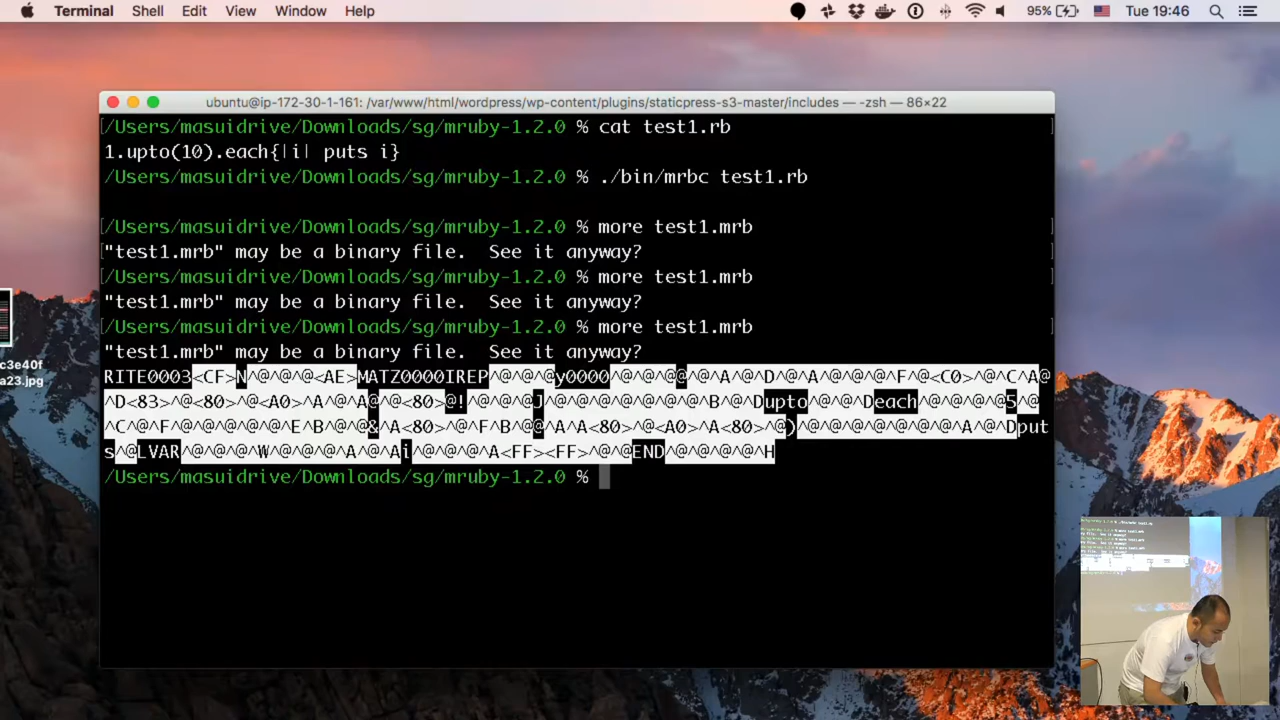 Terminal Shell Edit View Window Help 95% Tue 19:46
ubuntu@ip-172-30-1-161: /var/www/html/wordpress/wp-content/plugins/staticpress-s3-master/includes — -zsh — 86×22
[/Users/masuidrive/Downloads/sg/mruby-1.2.0 % cat test1.rb ]
1.upto(10).each{|i| puts i}
/Users/masuidrive/Downloads/sg/mruby-1.2.0 % ./bin/mrbc test1.rb
[/Users/masuidrive/Downloads/sg/mruby-1.2.0 % more test1.mrb ]
["test1.mrb" may be a binary file.  See it anyway? ]
[/Users/masuidrive/Downloads/sg/mruby-1.2.0 % more test1.mrb ]
"test1.mrb" may be a binary file.  See it anyway?
[/Users/masuidrive/Downloads/sg/mruby-1.2.0 % more test1.mrb ]
"test1.mrb" may be a binary file.  See it anyway?
RITE0003<CF>N^@^@^@<AE>MATZ0000IREP^@^@^@y0000^@^@^@@^@^A^@^D^@^A^@^@^@^F^@<C0>^@^C^A@
^@D<83>^@<80>^@<A0>^A^@^A@^@^<80>@!^@^@^@J^@^@^@^@^@^@^@^B^@^Dupto^@^@^Deach^@^@^@^@5^@
^C^@^F^@^@^@^@^E^B^@^@&^A<80>^@^F^B^@@^A^A<80>^@<A0>^A<80>^@)^@^@^@^@^@^@^@^A^@^Dput
s^@LVAR^@^@^@^W^@^@^@^A^@^Ai^@^@^@^A<FF><FF>^@^@END^@^@^@^@^H
/Users/masuidrive/Downloads/sg/mruby-1.2.0 %
c3e40f
a23.jpg